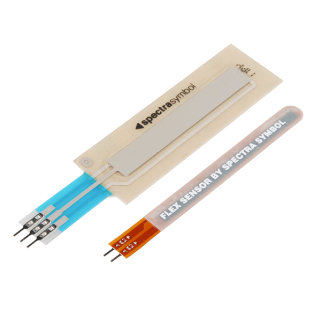 spectrasymbol
FLEX SENSOR BY SPECTRA SYMBOL